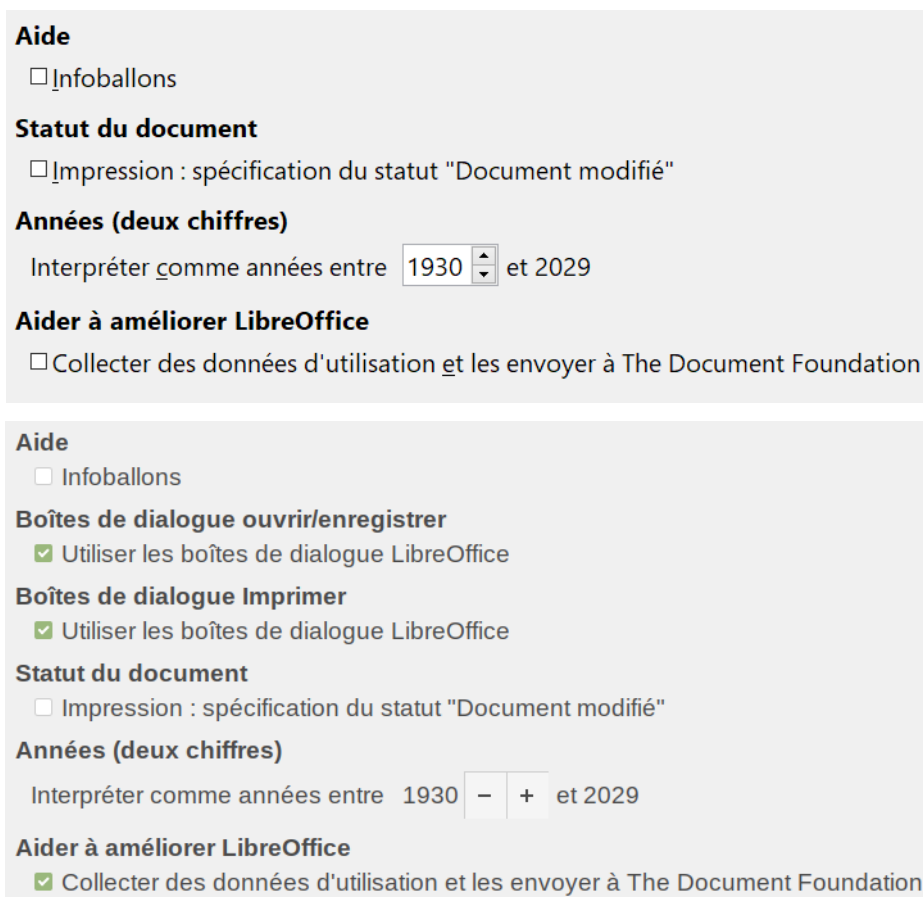 Aide
Infoballons
Statut du document
Impression : spécification du statut "Document modifié"
Années (deux chiffres)
Interpréter comme années entre 1930 et 2029
Aider à améliorer LibreOffice
Collecter des données d'utilisation et les envoyer à The Document Foundation
Aide
Infoballons
Boîtes de dialogue ouvrir/enregistrer
Utiliser les boîtes de dialogue LibreOffice
Boîtes de dialogue Imprimer
Utiliser les boîtes de dialogue LibreOffice
Statut du document
Impression : spécification du statut "Document modifié"
Années (deux chiffres)
Interpréter comme années entre 1930 − + et 2029
Aider à améliorer LibreOffice
Collecter des données d'utilisation et les envoyer à The Document Foundation